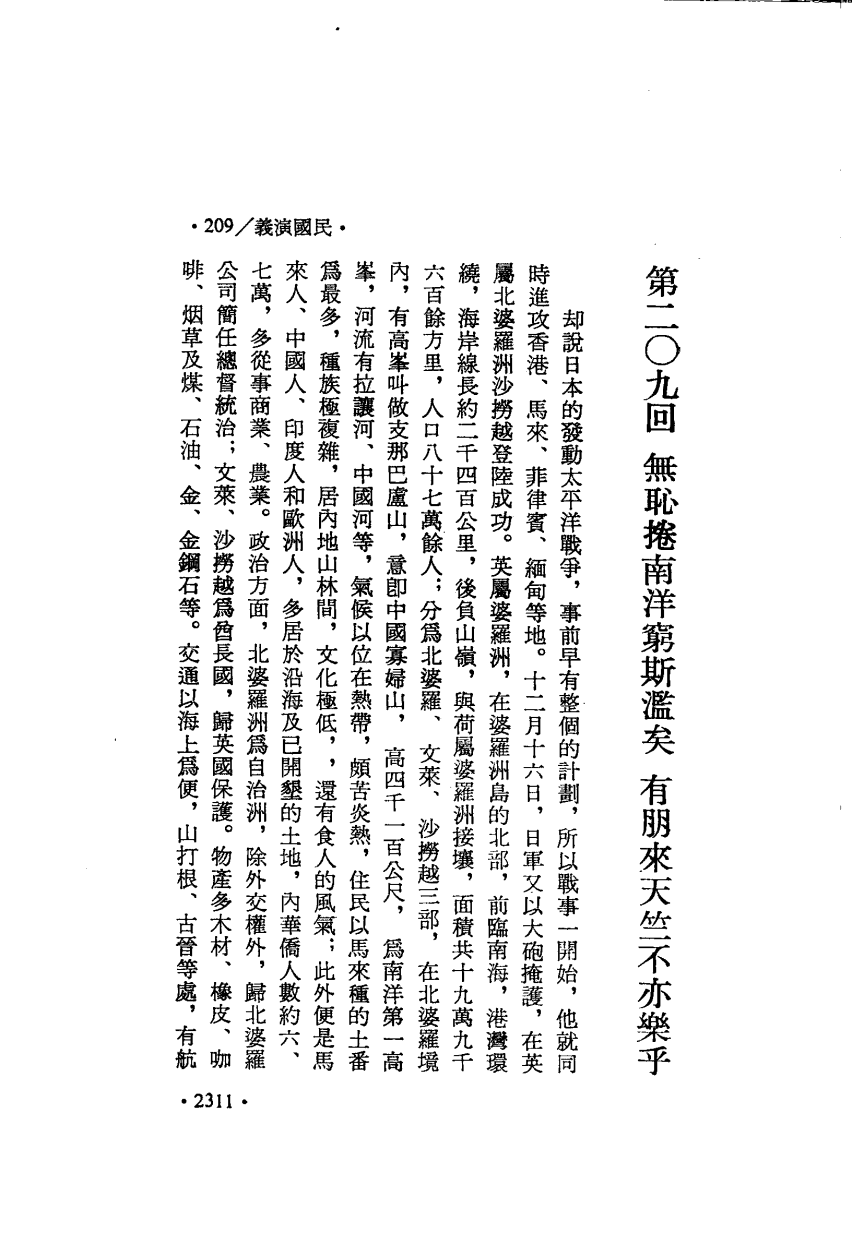 ·209/義演國民·
第二〇九回 無恥捲南洋窮斯濫矣 有朋來天竺不亦樂乎
却說日本的發動太平洋戰爭，事前早有整個的計劃，所以戰事一開始，他就同
時進攻香港、馬來、菲律賓、緬甸等地。十二月十六日，日軍又以大砲掩護，在英
屬北婆羅洲沙撈越登陸成功。英屬婆羅洲，在婆羅洲島的北部，前臨南海，港灣環
繞，海岸線長約二千四百公里，後負山嶺，與荷屬婆羅洲接壤，面積共十九萬九千
六百餘方里，人口八十七萬餘人；分爲北婆羅、文萊、沙撈越三部，在北婆羅境
內，有高峯叫做支那巴盧山，意卽中國寡婦山，高四千一百公尺，爲南洋第一高
峯，河流有拉讓河、中國河等，氣候以位在熱帶，頗苦炎熱，住民以馬來種的土番
爲最多，種族極複雜，居內地山林間，文化極低，，還有食人的風氣；此外便是馬
來人、中國人、印度人和歐洲人，多居於沿海及已開墾的土地，內華僑人數約六、
七萬，多從事商業、農業。政治方面，北婆羅洲爲自治洲，除外交權外，歸北婆羅
公司簡任總督統治；文萊、沙撈越爲酋長國，歸英國保護。物產多木材、橡皮、咖
啡、烟草及煤、石油、金、金鋼石等。交通以海上爲便，山打根、古晉等處，有航
·2311·